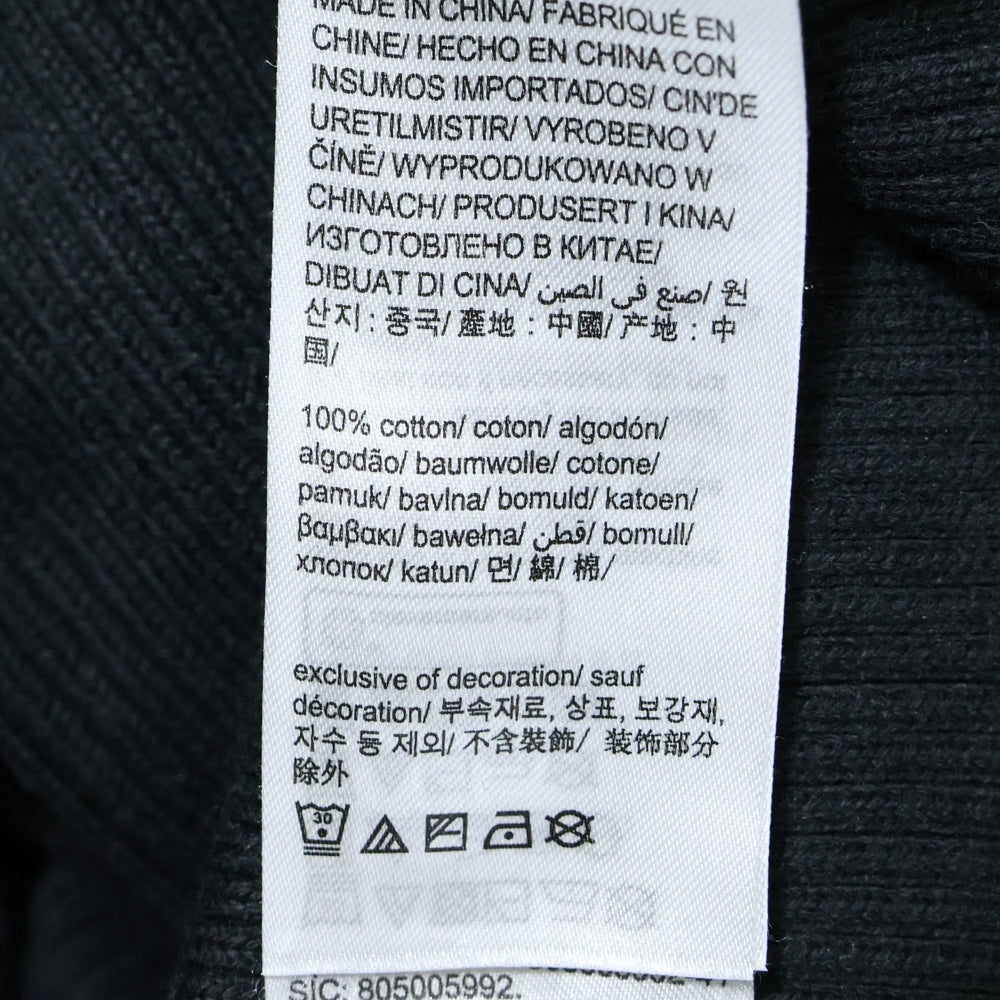 MADE IN CHINA/ FABRIQUÉ EN
CHINE/ HECHO EN CHINA CON
INSUMOS IMPORTADOS/ CIN'DE
URETILMISTIR/ VYROBENO V
ČÍNĚ/ WYPRODUKOWANO W
CHINACH/ PRODUSERT I KINA/
ИЗГОТОВЛЕНО В КИТАЕ/
DIBUAT DI CINA/ صنع في الصين/ 원
산지 : 중국/ 產地 : 中國/ 产地 : 中
国/
100% cotton/ coton/ algodón/
algodão/ baumwolle/ cotone/
pamuk/ bavlna/ bomuld/ katoen/
βαμβακι/ bawełna/ قطن/ bomull/
хлопок/ katun/ 면/ 綿/ 棉/
exclusive of decoration/ sauf
décoration/ 부속재료, 상표, 보강재,
자수 등 제외/ 不含裝飾/ 装饰部分
除外
30
SIC: 805005992.